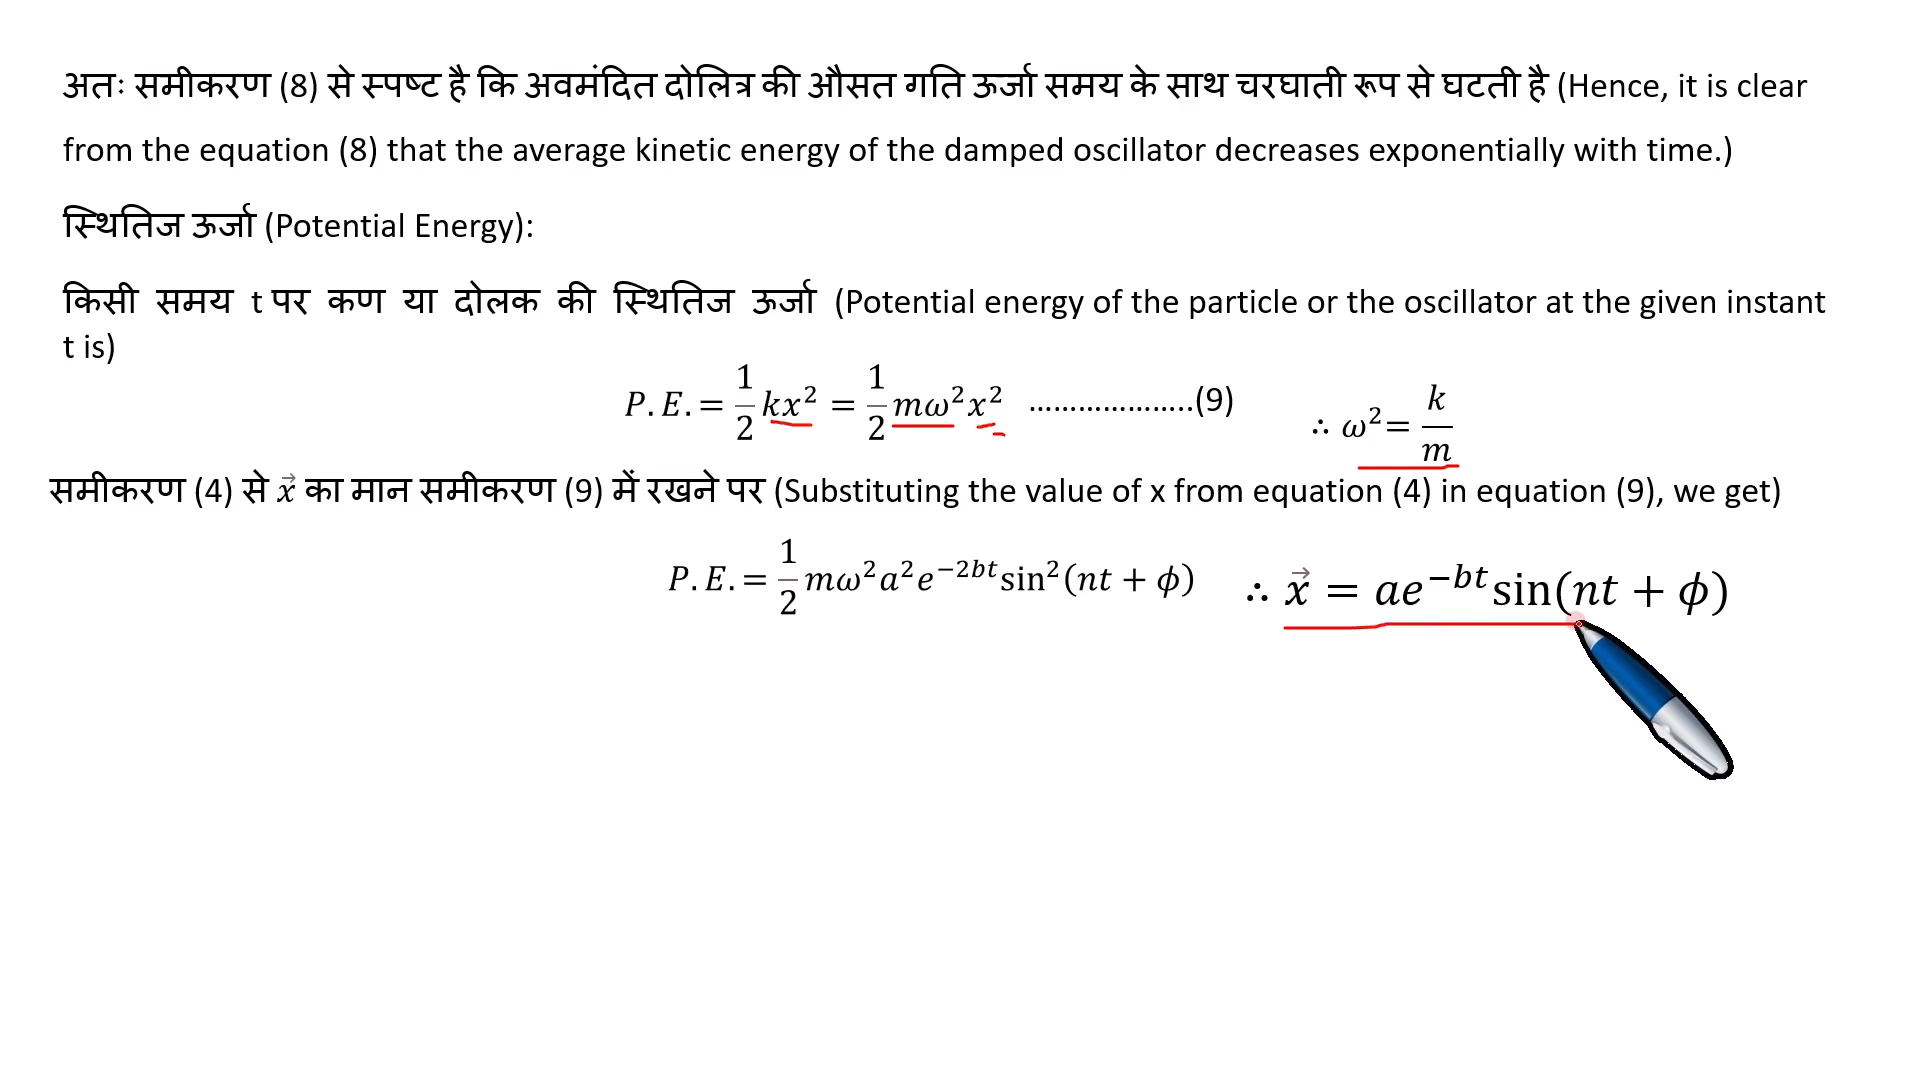 अतः समीकरण (8) से स्पष्ट है कि अवमंदित दोलित्र की औसत गति ऊर्जा समय के साथ चरघाती रूप से घटती है (Hence, it is clear
from the equation (8) that the average kinetic energy of the damped oscillator decreases exponentially with time.)
स्थितिज ऊर्जा (Potential Energy):
किसी समय t पर कण या दोलक की स्थितिज ऊर्जा (Potential energy of the particle or the oscillator at the given instant
t is)
P.E. = 1/2 kx² = 1/2 mω²x² ………………..(9) ∴ ω² = k/m
समीकरण (4) से x⃗ का मान समीकरण (9) में रखने पर (Substituting the value of x from equation (4) in equation (9), we get)
P.E. = 1/2 mω²a²e⁻²ᵇᵗsin²(nt + ϕ) ∴ x⃗ = ae⁻ᵇᵗsin(nt + ϕ)